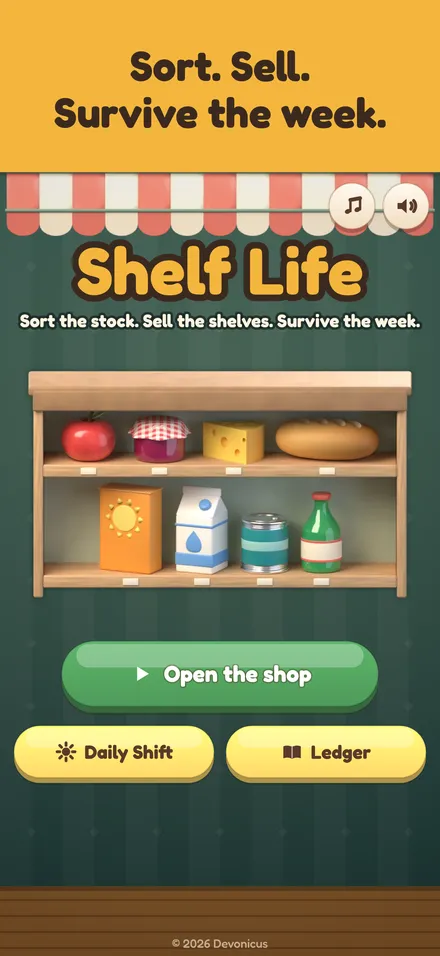 Sort. Sell.
Survive the week.
Shelf Life
Sort the stock. Sell the shelves. Survive the week.
Open the shop
Daily Shift
Ledger
© 2026 Devonicus